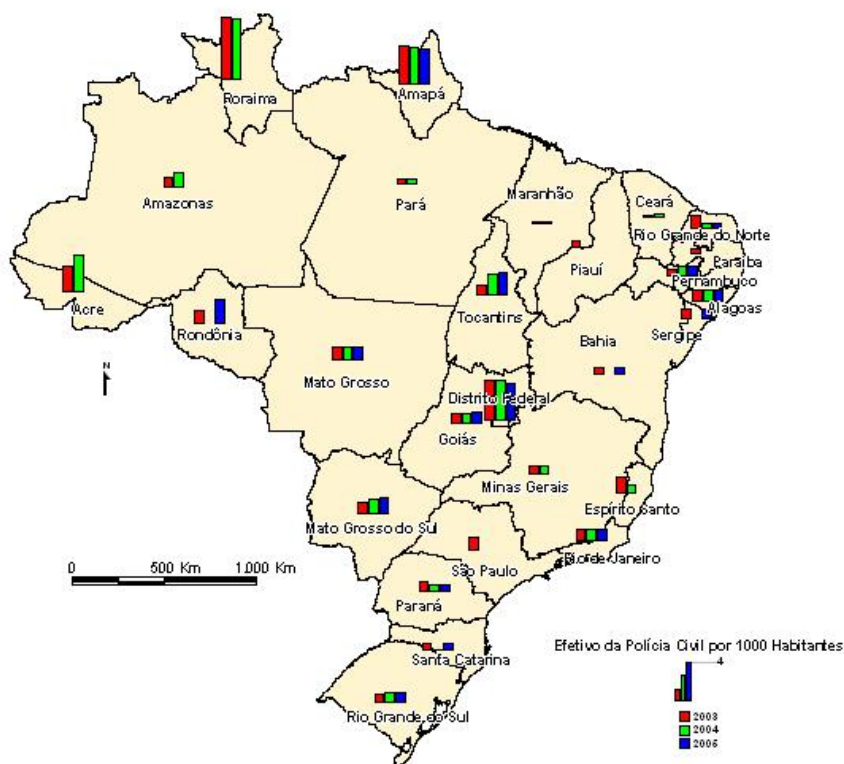 Roraima
Amapá
Amazonas
Pará
Maranhão
Ceará
Rio Grande do Norte
Paraíba
Piauí
Pernambuco
Acre
Tocantins
Alagoas
Rondônia
Sergipe
Bahia
N
Mato Grosso
Distrito Federal
Goiás
Minas Gerais
Espírito Santo
Mato Grosso do Sul
Rio de Janeiro
0 500 Km 1.000 Km
São Paulo
Paraná
Santa Catarina
Rio Grande do Sul
Efetivo da Polícia Civil por 1000 Habitantes
4
2003
2004
2005